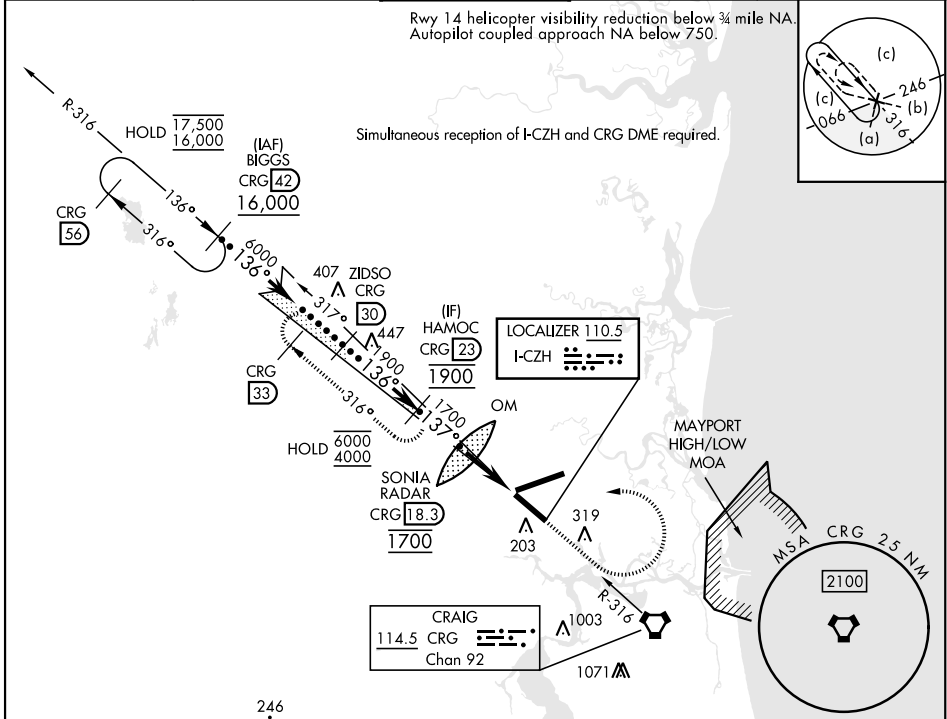 Rwy 14 helicopter visibility reduction below ¾ mile NA.
Autopilot coupled approach NA below 750.
(c)
246
(c)
(b)
066
316
(a)
R-316
HOLD 17,500
16,000
(IAF)
BIGGS
CRG 42
16,000
Simultaneous reception of I-CZH and CRG DME required.
136°
316°
CRG
56
6000
136°
407
ZIDSO
CRG
30
317°
447
(IF)
HAMOC
CRG 23
1900
1900
136°
CRG
33
316°
LOCALIZER 110.5
I-CZH
1700
137°
OM
HOLD 6000
4000
SONIA
RADAR
CRG 18.3
1700
MAYPORT
HIGH/LOW
MOA
203
319
MSA CRG 25 NM
2100
R-316
CRAIG
114.5 CRG
Chan 92
1003
1071
246